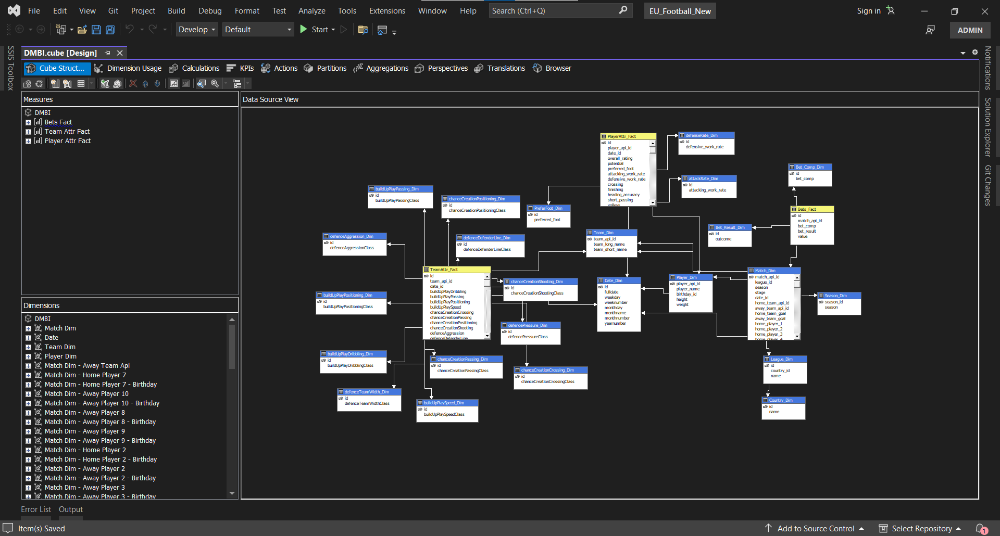 File Edit View Git Project Build Debug Format Test Analyze Tools Extensions Window Help Search (Ctrl+Q) EU_Football_New Sign in
Develop Default Start ADMIN
SSIS Toolbox
DMBI.cube [Design]
Cube Struct... Dimension Usage Calculations KPIs Actions Partitions Aggregations Perspectives Translations Browser
Notifications
Solution Explorer
Git Changes
Measures
DMBI
Bets Fact
Team Attr Fact
Player Attr Fact
Dimensions
DMBI
Match Dim
Date
Team Dim
Player Dim
Match Dim - Away Team Api
Match Dim - Home Player 7
Match Dim - Home Player 7 - Birthday
Match Dim - Away Player 10
Match Dim - Away Player 10 - Birthday
Match Dim - Away Player 8
Match Dim - Away Player 8 - Birthday
Match Dim - Away Player 9
Match Dim - Away Player 9 - Birthday
Match Dim - Home Player 2
Match Dim - Home Player 2 - Birthday
Match Dim - Away Player 2
Match Dim - Away Player 2 - Birthday
Match Dim - Away Player 3
Match Dim - Away Player 3 - Birthday
Data Source View
PlayerAttr_Fact
id
player_api_id
date_id
overall_rating
potential
preferred_foot
attacking_work_rate
defensive_work_rate
crossing
finishing
heading_accuracy
short_passing
volleys
defenseRate_Dim
id
defensive_work_rate
attackRate_Dim
id
attacking_work_rate
Bet_Comp_Dim
id
bet_comp
buildUpPlayPassing_Dim
id
buildUpPlayPassingClass
chanceCreationPositioning_Dim
id
chanceCreationPositioningClass
PreferFoot_Dim
id
preferred_foot
Bets_Fact
id
match_api_id
bet_comp
bet_result
value
Bet_Result_Dim
id
outcome
Team_Dim
team_api_id
team_long_name
team_short_name
defenceAggression_Dim
id
defenceAggressionClass
defenceDefenderLine_Dim
id
defenceDefenderLineClass
TeamAttr_Fact
id
team_api_id
date_id
buildUpPlayDribbling
buildUpPlayPassing
buildUpPlayPositioning
buildUpPlaySpeed
chanceCreationCrossing
chanceCreationPassing
chanceCreationPositioning
chanceCreationShooting
defenceAggression
defenceDefenderLine
chanceCreationShooting_Dim
id
chanceCreationShootingClass
Date_Dim
id
fulldate
weekday
weeknumber
monthday
monthname
monthnumber
yearnumber
Player_Dim
player_api_id
player_name
birthday_id
height
weight
Match_Dim
match_api_id
league_id
season
stage
date_id
home_team_api_id
away_team_api_id
home_team_goal
away_team_goal
home_player_1
home_player_2
home_player_3
home_player_4
Season_Dim
season_id
season
buildUpPlayPositioning_Dim
id
buildUpPlayPositioningClass
defencePressure_Dim
id
defencePressureClass
buildUpPlayDribbling_Dim
id
buildUpPlayDribblingClass
chanceCreationPassing_Dim
id
chanceCreationPassingClass
chanceCreationCrossing_Dim
id
chanceCreationCrossingClass
League_Dim
id
country_id
name
defenceTeamWidth_Dim
id
defenceTeamWidthClass
buildUpPlaySpeed_Dim
id
buildUpPlaySpeedClass
Country_Dim
id
name
Error List Output
Item(s) Saved Add to Source Control Select Repository 1